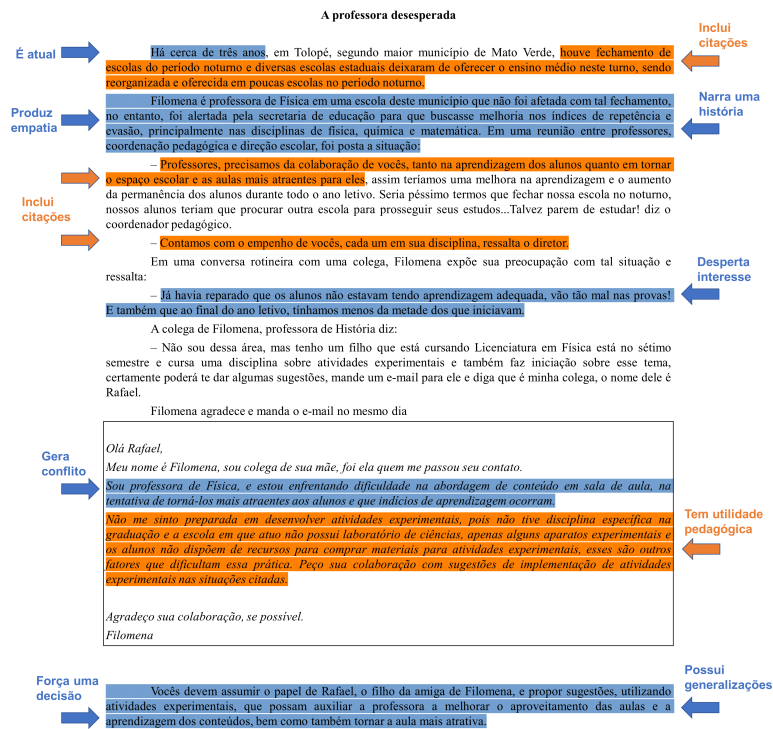 A professora desesperada
É atual
Inclui
citações
Há cerca de três anos, em Tolopé, segundo maior município de Mato Verde, houve fechamento de
escolas do período noturno e diversas escolas estaduais deixaram de oferecer o ensino médio neste turno, sendo
reorganizada e oferecida em poucas escolas no período noturno.
Produz
empatia
Narra uma
história
Filomena é professora de Física em uma escola deste município que não foi afetada com tal fechamento,
no entanto, foi alertada pela secretaria de educação para que buscasse melhoria nos índices de repetência e
evasão, principalmente nas disciplinas de física, química e matemática. Em uma reunião entre professores,
coordenação pedagógica e direção escolar, foi posta a situação:
Inclui
citações
– Professores, precisamos da colaboração de vocês, tanto na aprendizagem dos alunos quanto em tornar
o espaço escolar e as aulas mais atraentes para eles, assim teríamos uma melhora na aprendizagem e o aumento
da permanência dos alunos durante todo o ano letivo. Seria péssimo termos que fechar nossa escola no noturno,
nossos alunos teriam que procurar outra escola para prosseguir seus estudos...Talvez parem de estudar! diz o
coordenador pedagógico.
– Contamos com o empenho de vocês, cada um em sua disciplina, ressalta o diretor.
Em uma conversa rotineira com uma colega, Filomena expõe sua preocupação com tal situação e
ressalta:
Desperta
interesse
– Já havia reparado que os alunos não estavam tendo aprendizagem adequada, vão tão mal nas provas!
E também que ao final do ano letivo, tínhamos menos da metade dos que iniciavam.
A colega de Filomena, professora de História diz:
– Não sou dessa área, mas tenho um filho que está cursando Licenciatura em Física está no sétimo
semestre e cursa uma disciplina sobre atividades experimentais e também faz iniciação sobre esse tema,
certamente poderá te dar algumas sugestões, mande um e-mail para ele e diga que é minha colega, o nome dele é
Rafael.
Filomena agradece e manda o e-mail no mesmo dia
Gera
conflito
Olá Rafael,
Meu nome é Filomena, sou colega de sua mãe, foi ela quem me passou seu contato.
Sou professora de Física, e estou enfrentando dificuldade na abordagem de conteúdo em sala de aula, na
tentativa de torná-los mais atraentes aos alunos e que indícios de aprendizagem ocorram.
Tem utilidade
pedagógica
Não me sinto preparada em desenvolver atividades experimentais, pois não tive disciplina específica na
graduação e a escola em que atuo não possui laboratório de ciências, apenas alguns aparatos experimentais e
os alunos não dispõem de recursos para comprar materiais para atividades experimentais, esses são outros
fatores que dificultam essa prática. Peço sua colaboração com sugestões de implementação de atividades
experimentais nas situações citadas.
Agradeço sua colaboração, se possível.
Filomena
Força uma
decisão
Possui
generalizações
Vocês devem assumir o papel de Rafael, o filho da amiga de Filomena, e propor sugestões, utilizando
atividades experimentais, que possam auxiliar a professora a melhorar o aproveitamento das aulas e a
aprendizagem dos conteúdos, bem como também tornar a aula mais atrativa.